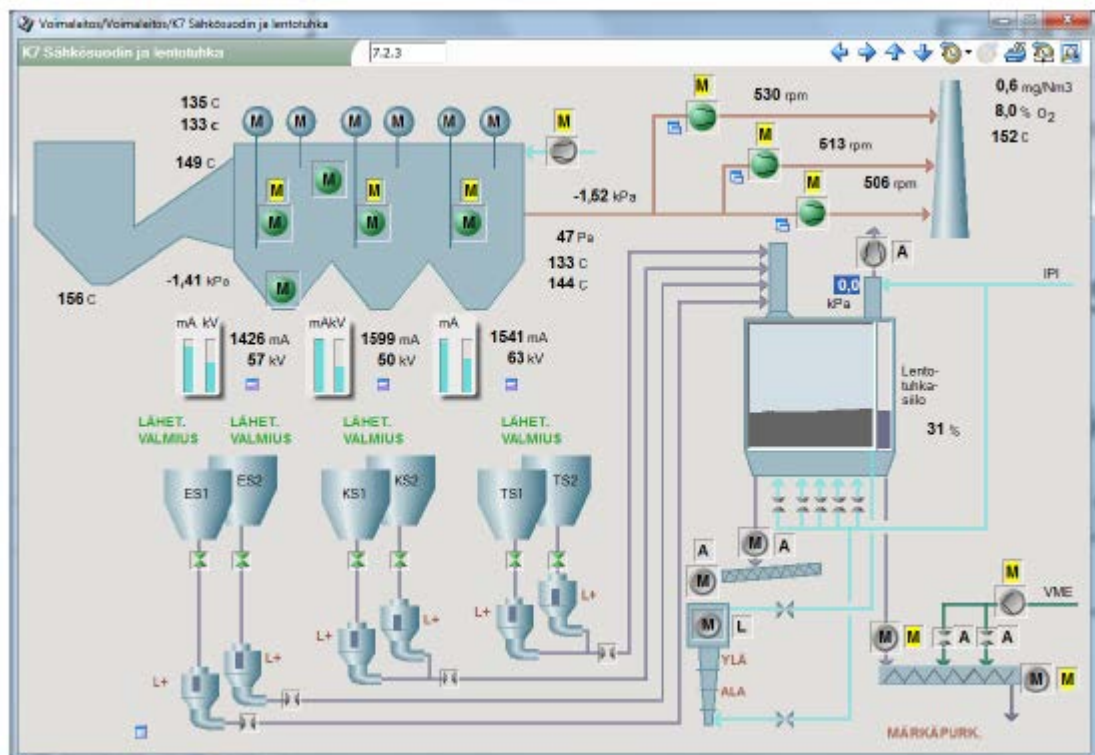 Voimalaitos/Voimalaitos/K7 Sähkösuodin ja lentotuhka
K7 Sähkösuodin ja lentotuhka
7.2.3
135 C
133 c
149 C
156 C
-1,41 kPa
M M M M M M
M
M M M
M M M
M
M
-1,52 kPa
47 Pa
133 C
144 C
M
530 rpm
M
513 rpm
506 rpm
M
0,6 mg/Nm3
8,0 % O2
152 C
A
IPI
0,0
kPa
Lento-
tuhka-
siilo
31 %
mA kV
1426 mA
57 kV
mAkV
1599 mA
50 kV
mA
1541 mA
63 kV
LÄHET.
VALMIUS
LÄHET.
VALMIUS
LÄHET.
VALMIUS
LÄHET.
VALMIUS
ES1
ES2
KS1
KS2
TS1
TS2
L+
L+
L+
L+
L+
L+
M A
A
M
M L
YLÄ
ALA
M
VME
M M
A A
M M
MÄRKÄPURK.